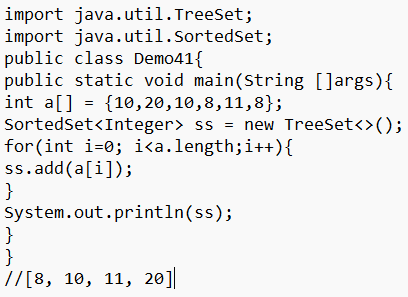 import java.util.TreeSet;
import java.util.SortedSet;
public class Demo41{
public static void main(String []args){
int a[] = {10,20,10,8,11,8};
SortedSet<Integer> ss = new TreeSet<>();
for(int i=0; i<a.length;i++){
ss.add(a[i]);
}
System.out.println(ss);
}
}
//[8, 10, 11, 20]